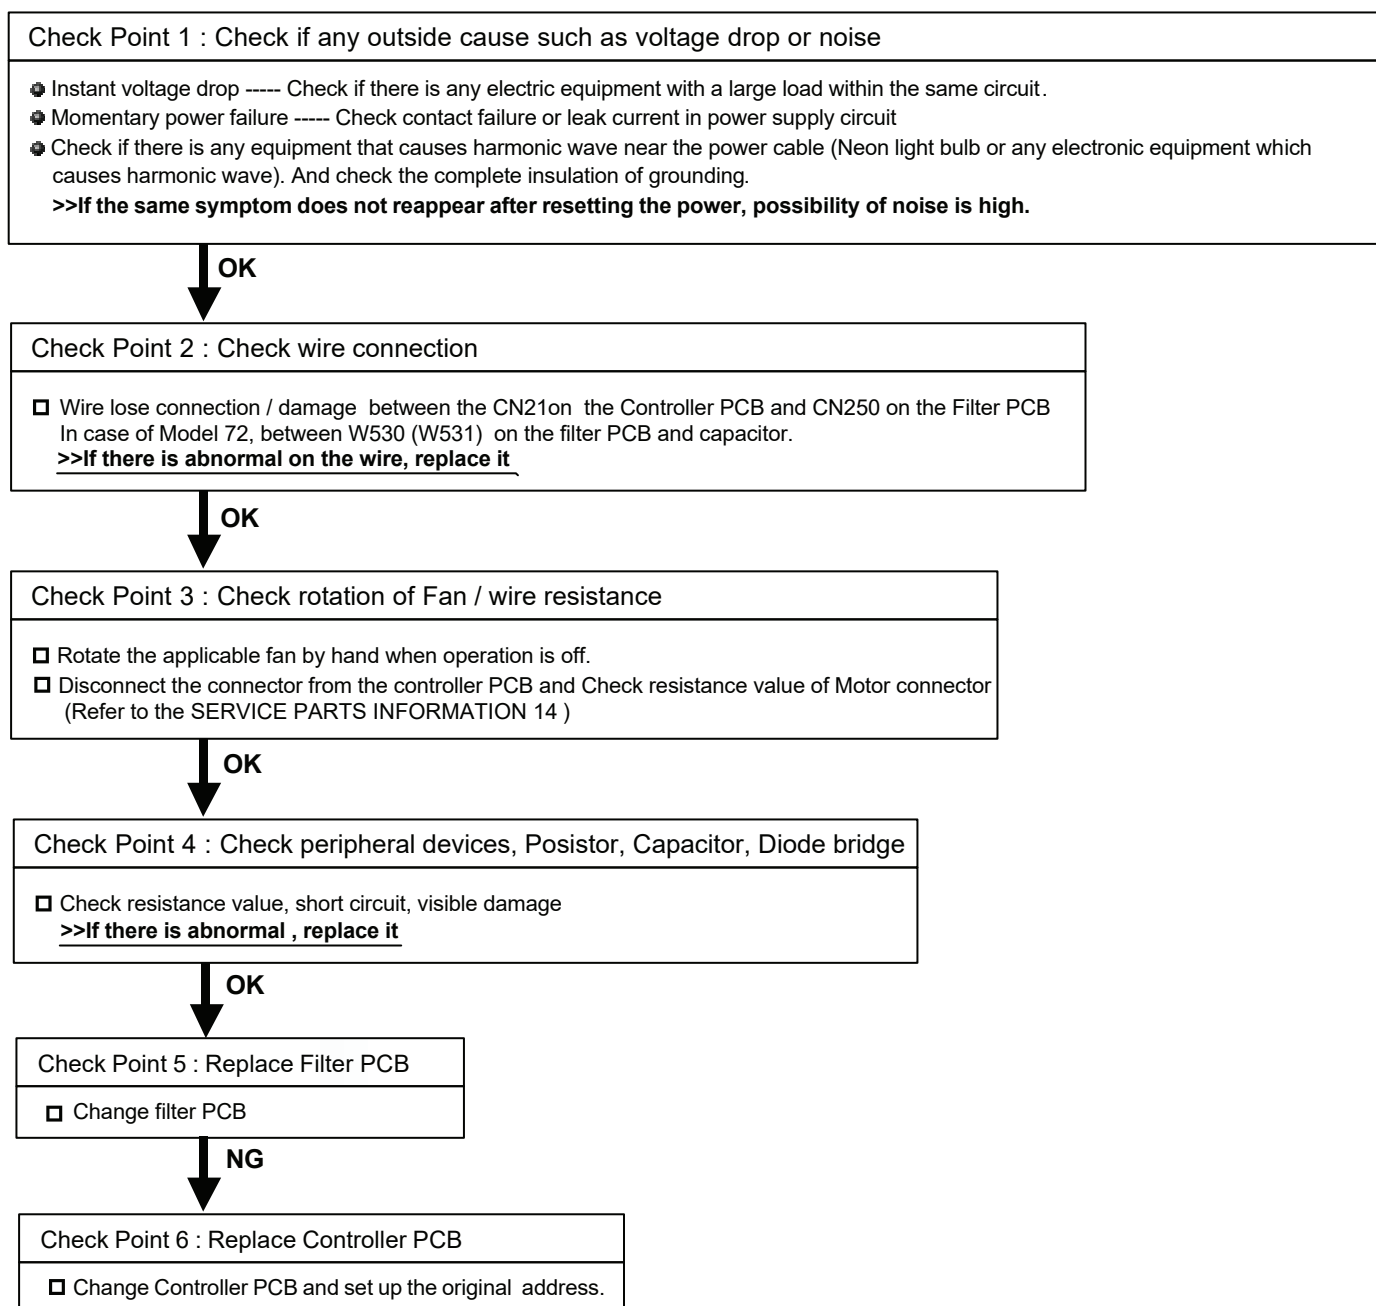 Check Point 1 : Check if any outside cause such as voltage drop or noise
Instant voltage drop ----- Check if there is any electric equipment with a large load within the same circuit.
Momentary power failure ----- Check contact failure or leak current in power supply circuit
Check if there is any equipment that causes harmonic wave near the power cable (Neon light bulb or any electronic equipment which
causes harmonic wave). And check the complete insulation of grounding.
>>If the same symptom does not reappear after resetting the power, possibility of noise is high.
OK
Check Point 2 : Check wire connection
Wire lose connection / damage between the CN21on the Controller PCB and CN250 on the Filter PCB
In case of Model 72, between W530 (W531) on the filter PCB and capacitor.
>>If there is abnormal on the wire, replace it
OK
Check Point 3 : Check rotation of Fan / wire resistance
Rotate the applicable fan by hand when operation is off.
Disconnect the connector from the controller PCB and Check resistance value of Motor connector
(Refer to the SERVICE PARTS INFORMATION 14 )
OK
Check Point 4 : Check peripheral devices, Posistor, Capacitor, Diode bridge
Check resistance value, short circuit, visible damage
>>If there is abnormal , replace it
OK
Check Point 5 : Replace Filter PCB
Change filter PCB
NG
Check Point 6 : Replace Controller PCB
Change Controller PCB and set up the original address.